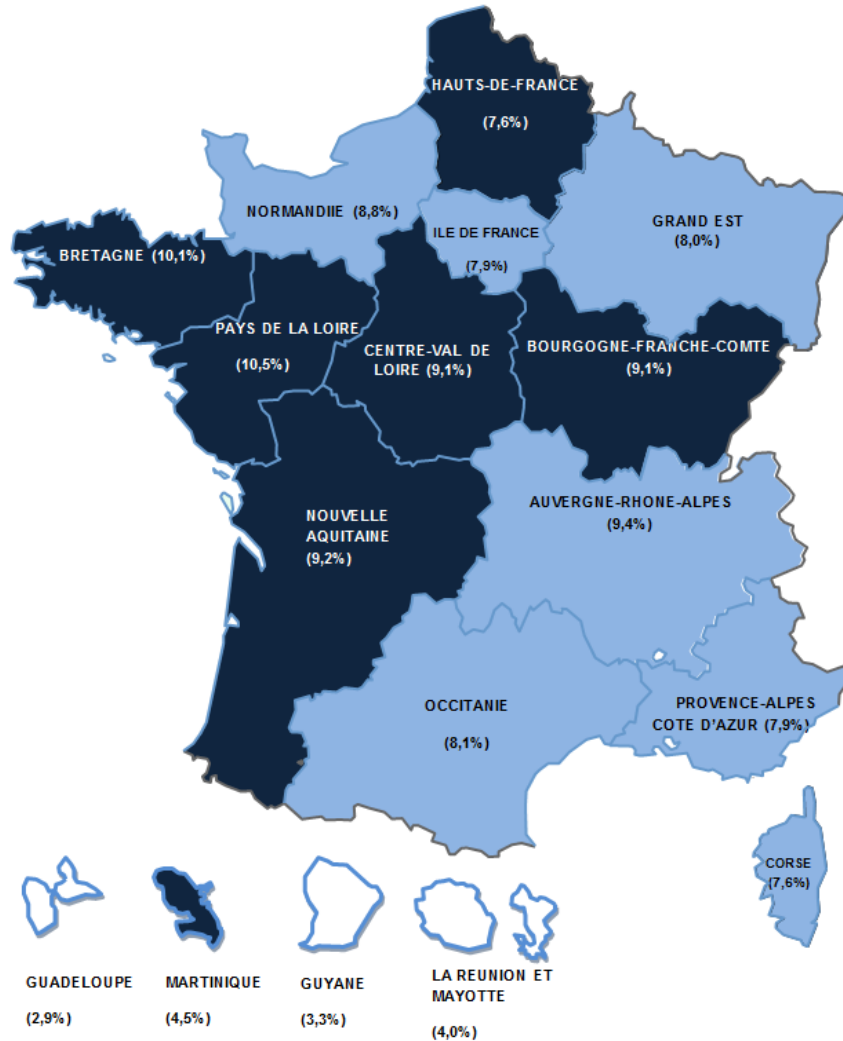 HAUTS-DE-FRANCE
(7,6%)
NORMANDIIE (8,8%)
ILE DE FRANCE
(7,9%)
GRAND EST
(8,0%)
BRETAGNE (10,1%)
PAYS DE LA LOIRE
(10,5%)
CENTRE-VAL DE
LOIRE (9,1%)
BOURGOGNE-FRANCHE-COMTE
(9,1%)
AUVERGNE-RHONE-ALPES
(9,4%)
NOUVELLE
AQUITAINE
(9,2%)
OCCITANIE
(8,1%)
PROVENCE-ALPES
COTE D'AZUR (7,9%)
CORSE
(7,6%)
GUADELOUPE
(2,9%)
MARTINIQUE
(4,5%)
GUYANE
(3,3%)
LA REUNION ET
MAYOTTE
(4,0%)